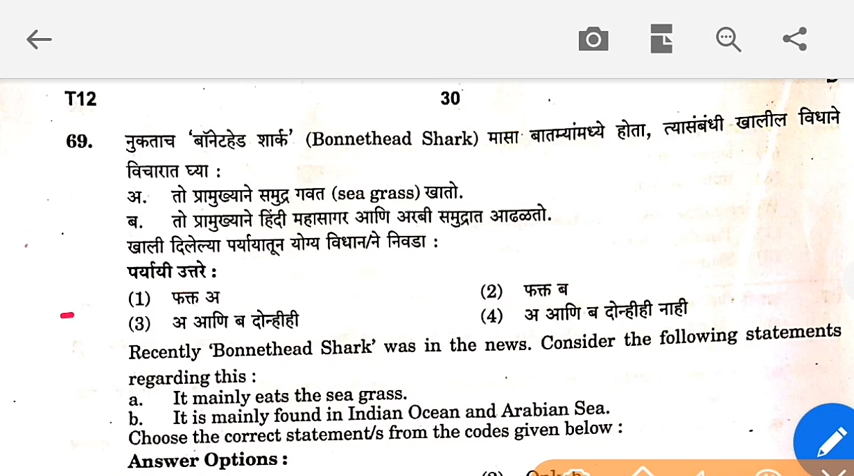 T12 30
69. नुकताच ‘बॉनेटहेड शार्क’ (Bonnethead Shark) मासा बातम्यांमध्ये होता, त्यासंबंधी खालील विधाने
विचारात घ्या :
अ. तो प्रामुख्याने समुद्र गवत (sea grass) खातो.
ब. तो प्रामुख्याने हिंदी महासागर आणि अरबी समुद्रात आढळतो.
खाली दिलेल्या पर्यायातून योग्य विधान/ने निवडा :
पर्यायी उत्तरे :
(1) फक्त अ (2) फक्त ब
(3) अ आणि ब दोन्हीही (4) अ आणि ब दोन्हीही नाही
Recently ‘Bonnethead Shark’ was in the news. Consider the following statements
regarding this :
a. It mainly eats the sea grass.
b. It is mainly found in Indian Ocean and Arabian Sea.
Choose the correct statement/s from the codes given below :
Answer Options :